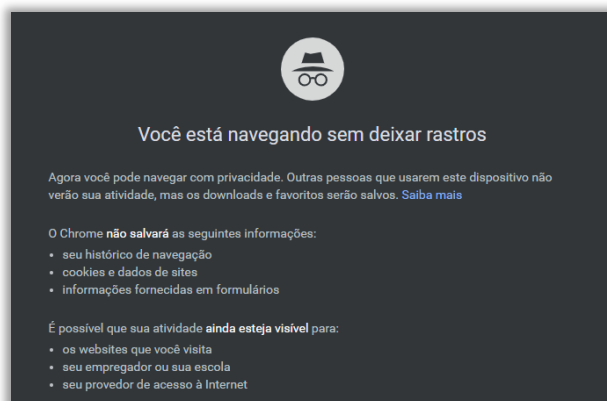 Você está navegando sem deixar rastros
Agora você pode navegar com privacidade. Outras pessoas que usarem este dispositivo não
verão sua atividade, mas os downloads e favoritos serão salvos. Saiba mais
O Chrome não salvará as seguintes informações:
• seu histórico de navegação
• cookies e dados de sites
• informações fornecidas em formulários
É possível que sua atividade ainda esteja visível para:
• os websites que você visita
• seu empregador ou sua escola
• seu provedor de acesso à Internet